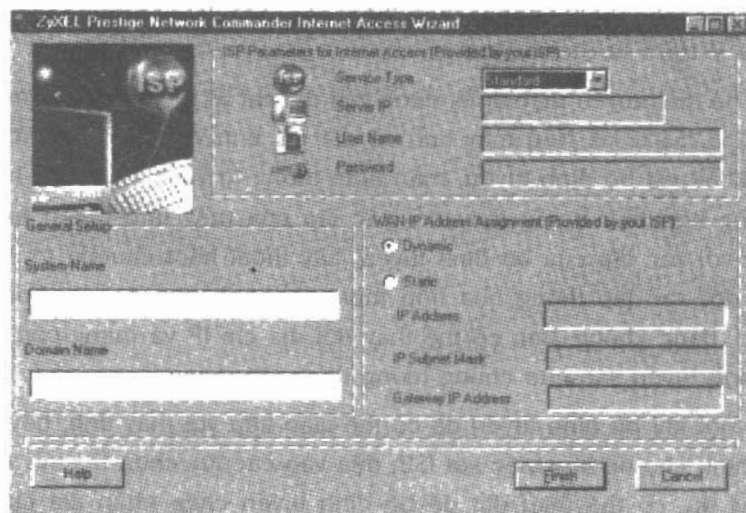 ZyXEL Prestige Network Commander Internet Access Wizard
ISP
ISP Parameters for Internet Access (Provided by your ISP)
ISP
Service Type
Standard
Server IP
User Name
Password
General Setup
System Name
Domain Name
WAN IP Address Assignment (Provided by your ISP)
Dynamic
Static
IP Address
IP Subnet Mask
Gateway IP Address
Help
Finish
Cancel